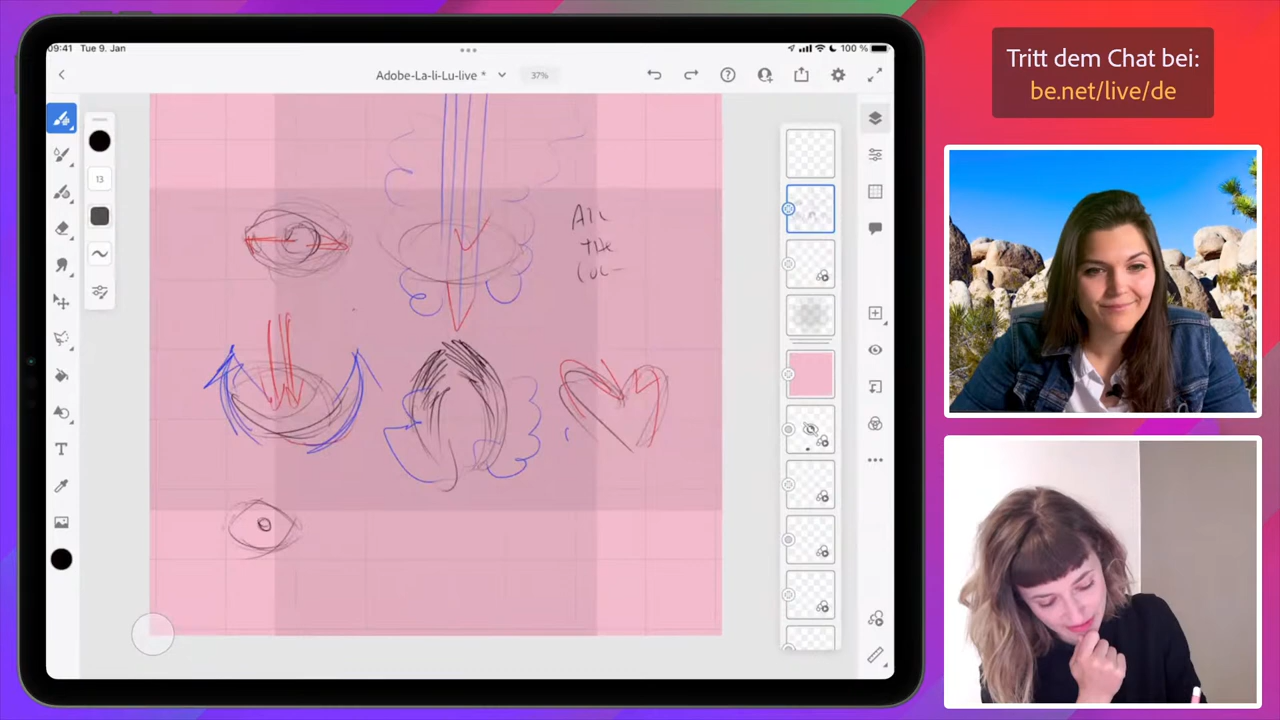 09:41 Tue 9. Jan
100 %
Adobe-La-li-Lu-live *
37%
13
All
the
Tritt dem Chat bei:
be.net/live/de